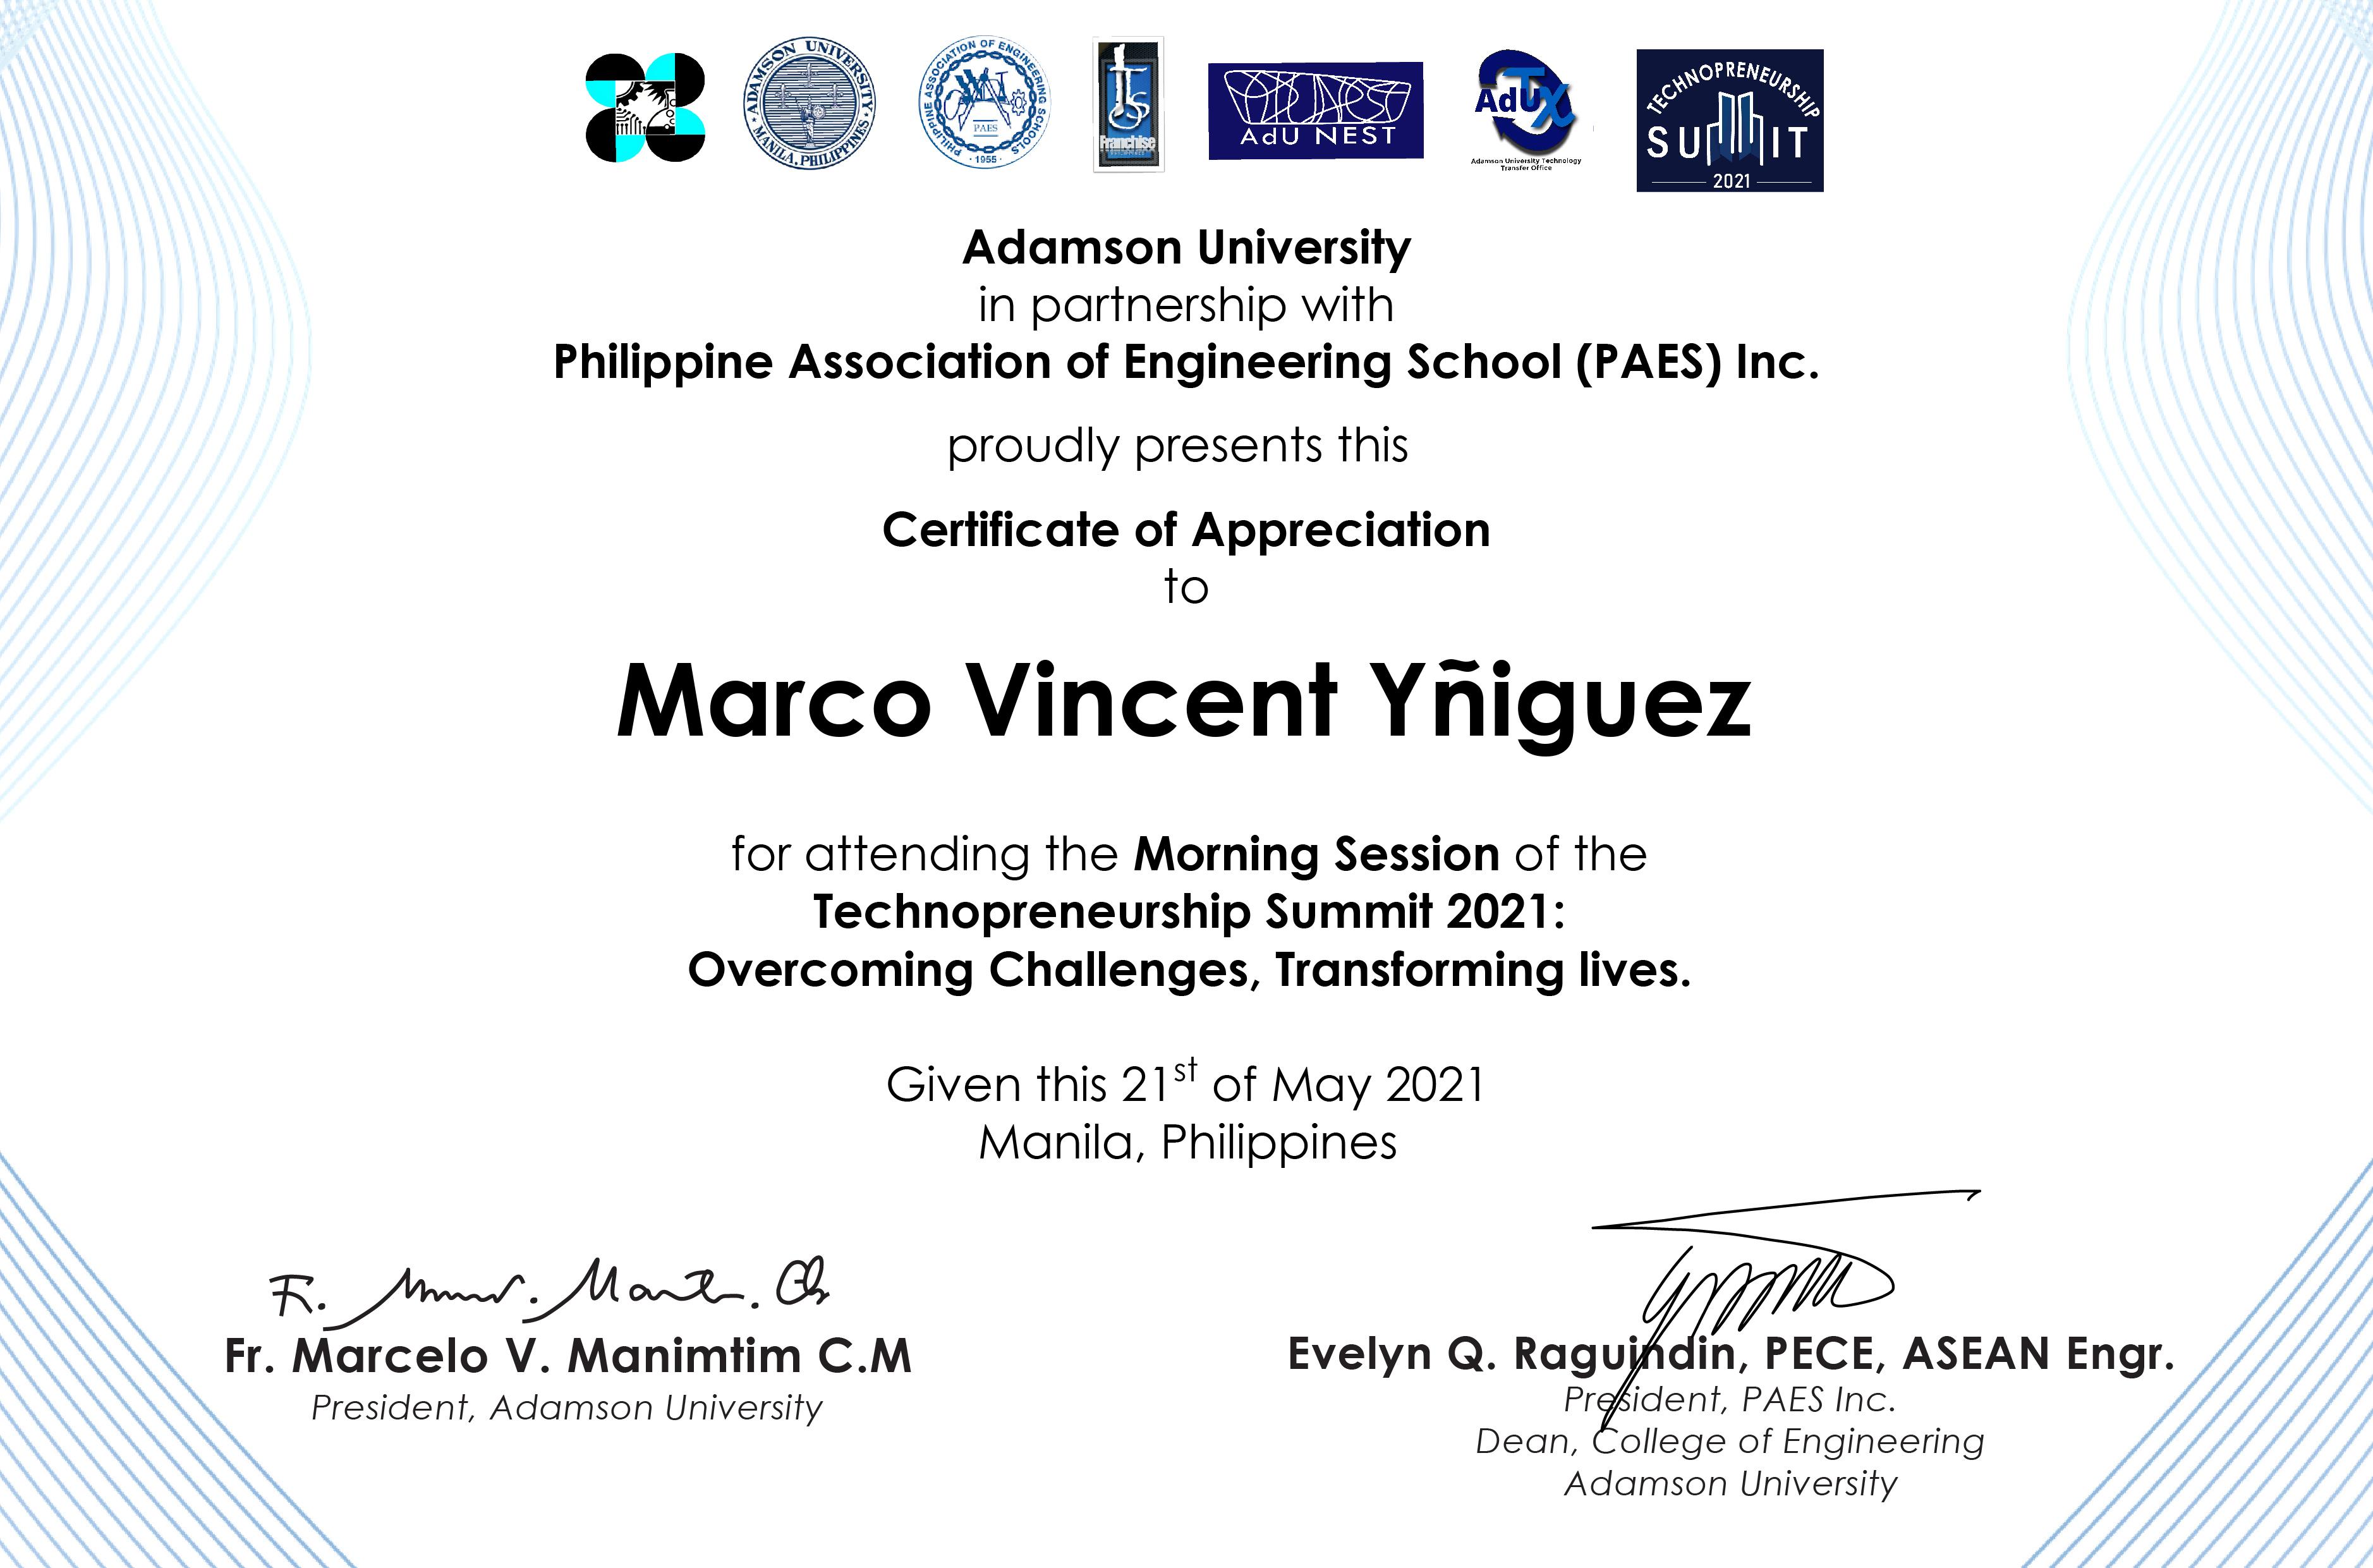 ADAMSON UNIVERSITY
MANILA, PHILIPPINES
PHILIPPINE ASSOCIATION OF ENGINEERING SCHOOLS
PAES
1955
Franchise
AdU NEST
AdUTX
Adamson University Technology
Transfer Office
TECHNOPRENEURSHIP
SUMMIT
2021
Adamson University
in partnership with
Philippine Association of Engineering School (PAES) Inc.
proudly presents this
Certificate of Appreciation
to
Marco Vincent Yñiguez
for attending the Morning Session of the
Technopreneurship Summit 2021:
Overcoming Challenges, Transforming lives.
Given this 21st of May 2021
Manila, Philippines
Fr. Marcelo V. Manimtim C.M
President, Adamson University
Evelyn Q. Raguindin, PECE, ASEAN Engr.
President, PAES Inc.
Dean, College of Engineering
Adamson University